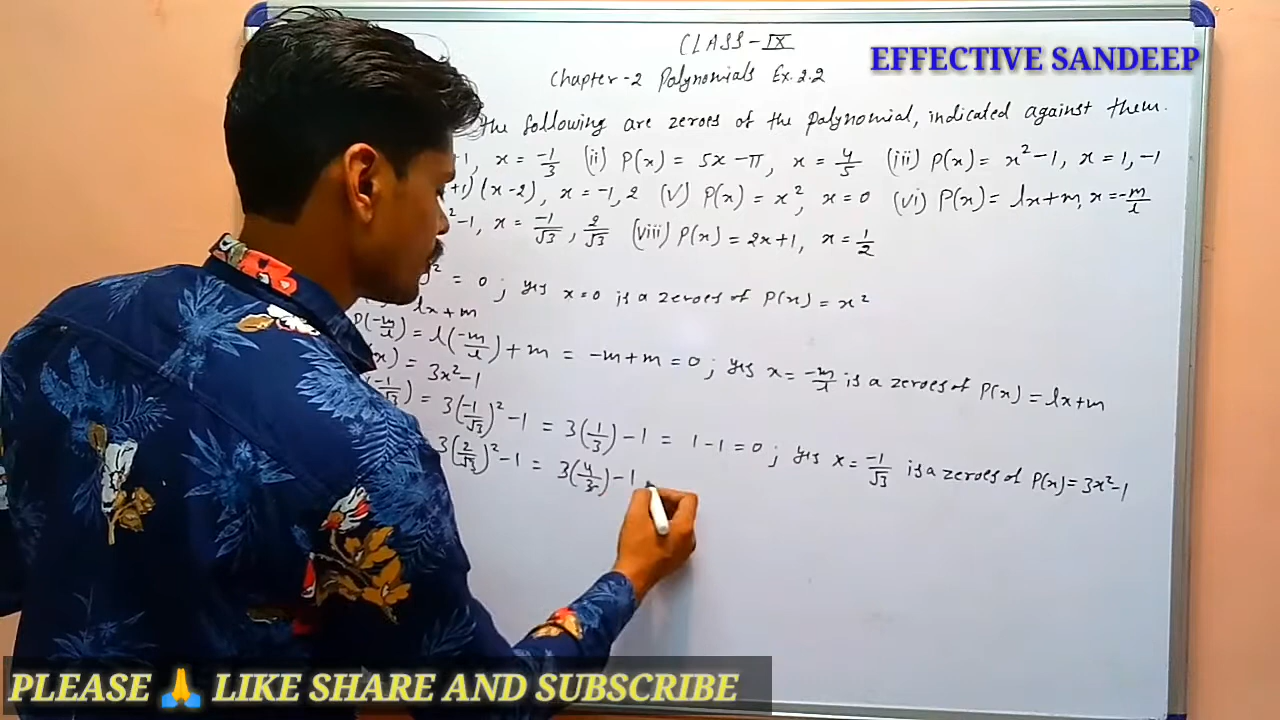 CLASS-IX
EFFECTIVE SANDEEP
Chapter-2 Polynomials Ex.2.2
the following are zeroes of the polynomial, indicated against them.
+1, x = -1/3 (ii) P(x) = 5x-π, x = 4/5 (iii) P(x) = x²-1, x = 1, -1
+1)(x-2), x = -1, 2 (V) P(x) = x², x=0 (vi) P(x) = lx+m, x = -m/l
²-1, x = -1/√3, 2/√3 (viii) P(x) = 2x+1, x = 1/2
)² = 0 ; yes x=0 is a zeroes of P(x) = x²
lx+m
P(-m/l) = l(-m/l)+m = -m+m = 0 ; yes x = -m/l is a zeroes of P(x) = lx+m
(x) = 3x²-1
(-1/√3) = 3(-1/√3)²-1 = 3(1/3)-1 = 1-1 = 0 ; yes x = -1/√3 is a zeroes of P(x) = 3x²-1
3(2/√3)²-1 = 3(4/3)-1
PLEASE 🙏 LIKE SHARE AND SUBSCRIBE